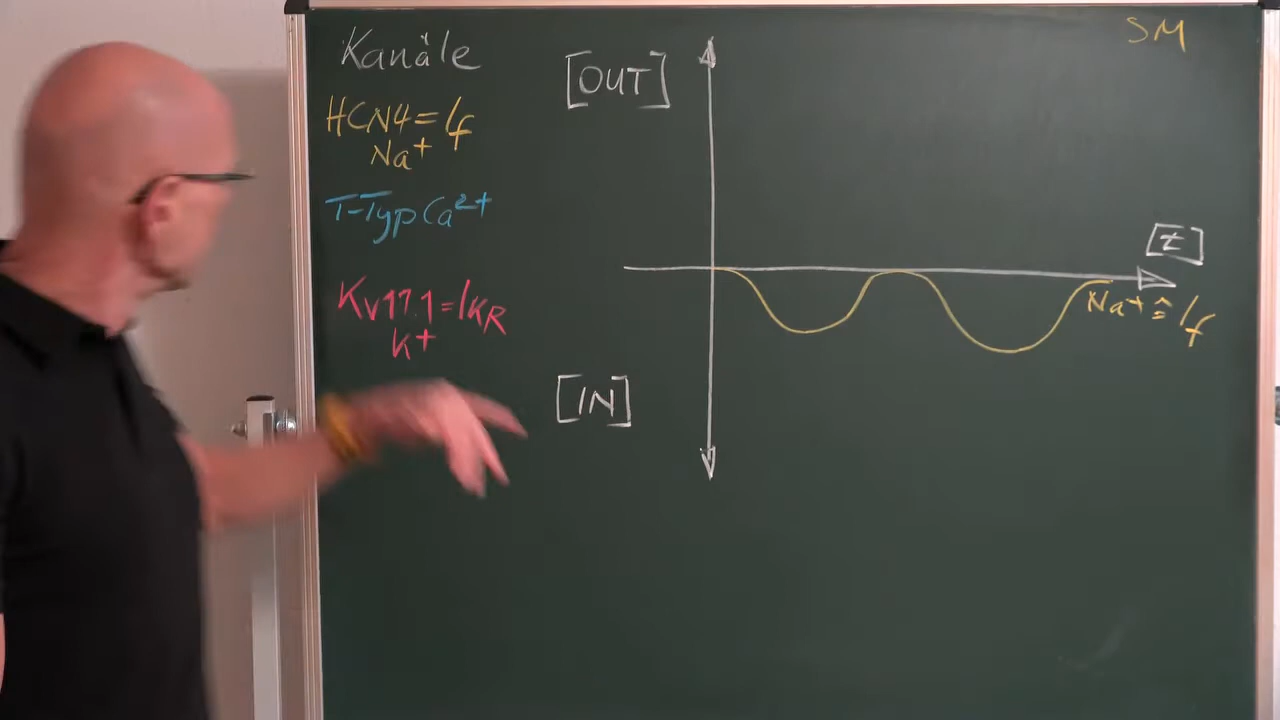 Kanäle
HCN4 = If
Na+
T-Typ Ca2+
Kv11.1 = IKR
K+
[OUT]
[IN]
SM
[t]
Na+ ≙ If